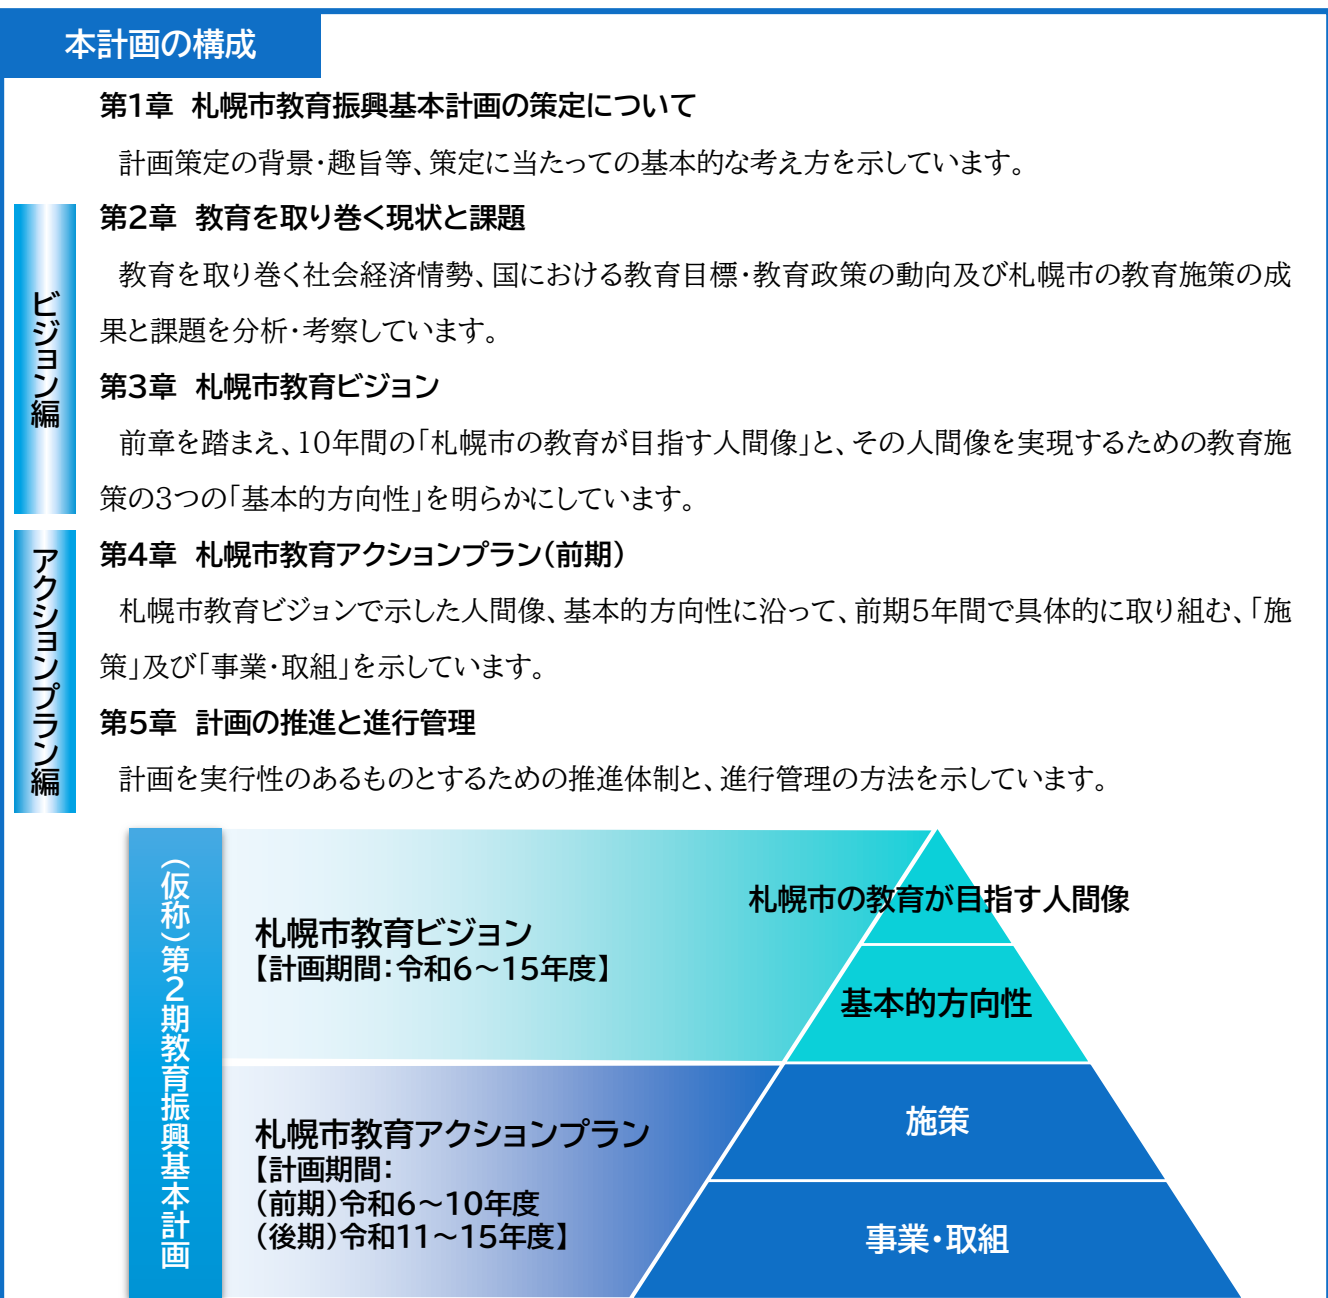 本計画の構成
第1章 札幌市教育振興基本計画の策定について
計画策定の背景・趣旨等、策定に当たっての基本的な考え方を示しています。
ビジョン編
第2章 教育を取り巻く現状と課題
教育を取り巻く社会経済情勢、国における教育目標・教育政策の動向及び札幌市の教育施策の成
果と課題を分析・考察しています。
第3章 札幌市教育ビジョン
前章を踏まえ、10年間の「札幌市の教育が目指す人間像」と、その人間像を実現するための教育施
策の3つの「基本的方向性」を明らかにしています。
アクションプラン編
第4章 札幌市教育アクションプラン(前期)
札幌市教育ビジョンで示した人間像、基本的方向性に沿って、前期5年間で具体的に取り組む、「施
策」及び「事業・取組」を示しています。
第5章 計画の推進と進行管理
計画を実行性のあるものとするための推進体制と、進行管理の方法を示しています。
(仮称)第2期教育振興基本計画
札幌市教育ビジョン
【計画期間:令和6~15年度】
札幌市の教育が目指す人間像
基本的方向性
札幌市教育アクションプラン
【計画期間:
(前期)令和6~10年度
(後期)令和11~15年度】
施策
事業・取組